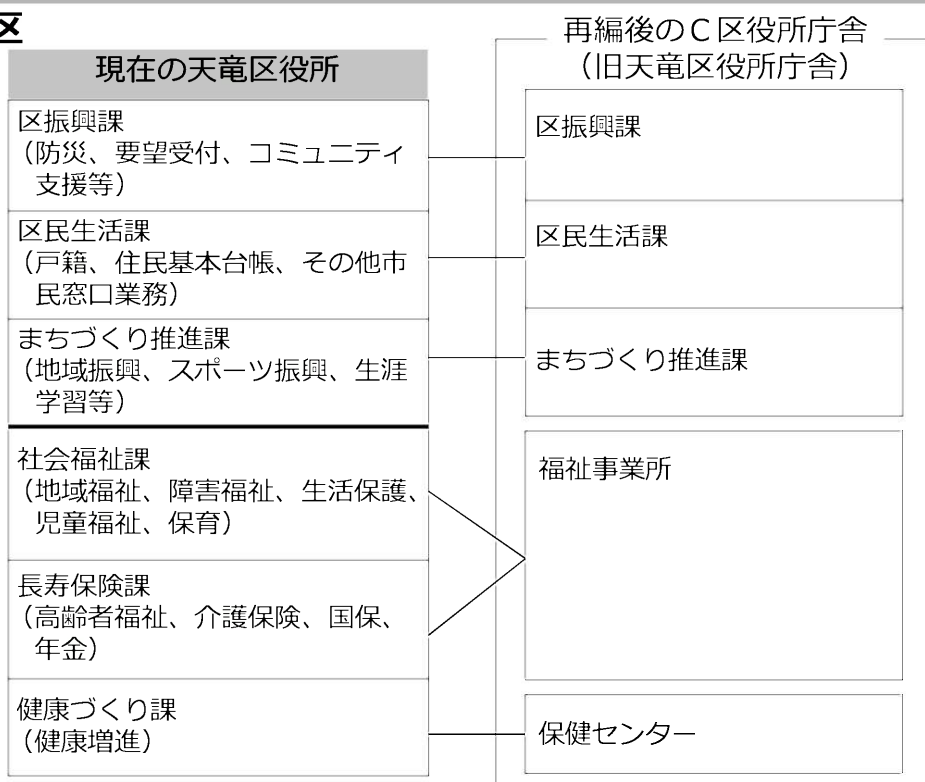 区
現在の天竜区役所
区振興課
（防災、要望受付、コミュニティ
支援等）
区民生活課
（戸籍、住民基本台帳、その他市
民窓口業務）
まちづくり推進課
（地域振興、スポーツ振興、生涯
学習等）
社会福祉課
（地域福祉、障害福祉、生活保護、
児童福祉、保育）
長寿保険課
（高齢者福祉、介護保険、国保、
年金）
健康づくり課
（健康増進）
再編後のＣ区役所庁舎
（旧天竜区役所庁舎）
区振興課
区民生活課
まちづくり推進課
福祉事業所
保健センター